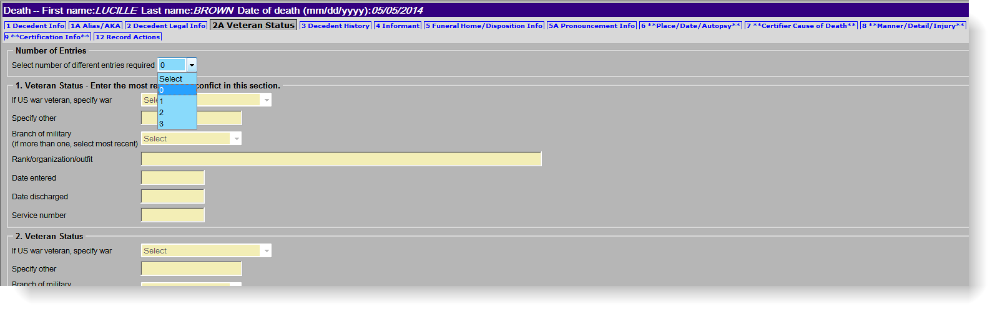 Death -- First name:LUCILLE Last name:BROWN Date of death (mm/dd/yyyy):05/05/2014
1 Decedent Info 1A Alias/AKA 2 Decedent Legal Info 2A Veteran Status 3 Decedent History 4 Informant 5 Funeral Home/Disposition Info 5A Pronouncement Info 6 **Place/Date/Autopsy** 7 **Certifier Cause of Death** 8 **Manner/Detail/Injury**
9 **Certification Info** 12 Record Actions
Number of Entries
Select number of different entries required 0
Select
0
1
2
3
1. Veteran Status - Enter the most confict in this section.
If US war veteran, specify war
Specify other
Branch of military
(if more than one, select most recent) Select
Rank/organization/outfit
Date entered
Date discharged
Service number
2. Veteran Status
If US war veteran, specify war Select
Specify other
Branch of military